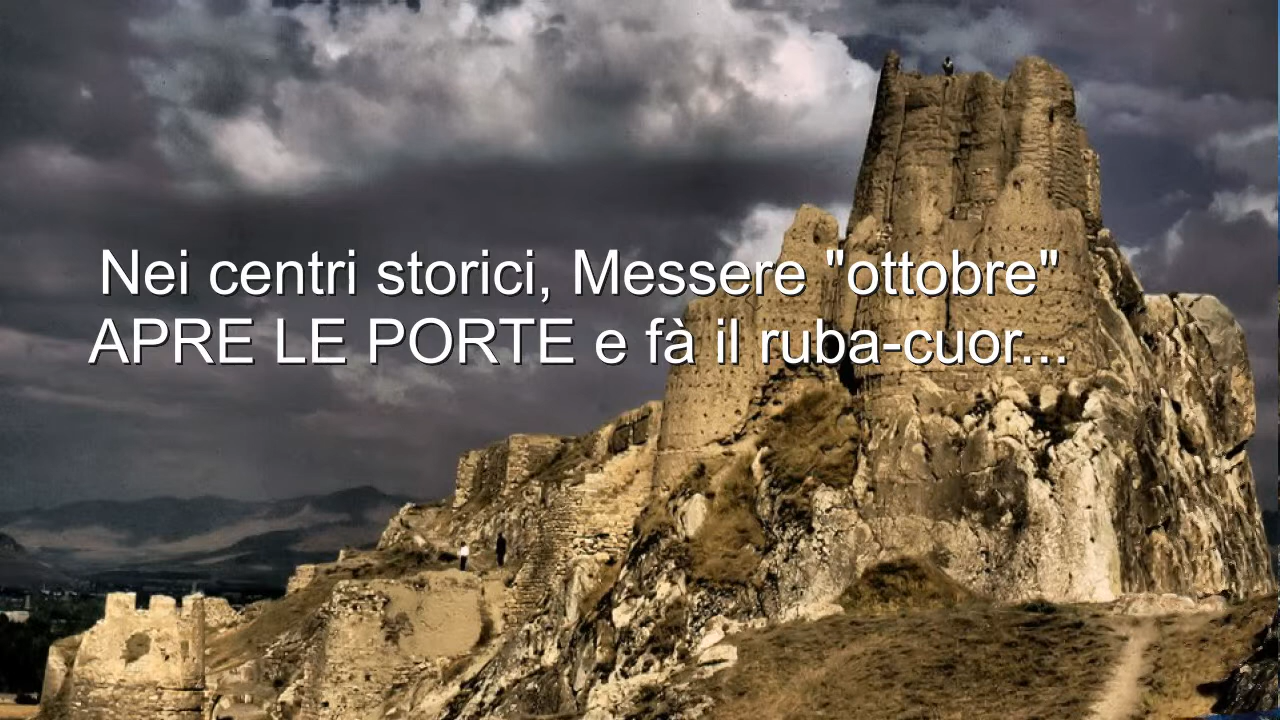 Nei centri storici, Messere "ottobre"
APRE LE PORTE e fà il ruba-cuor...